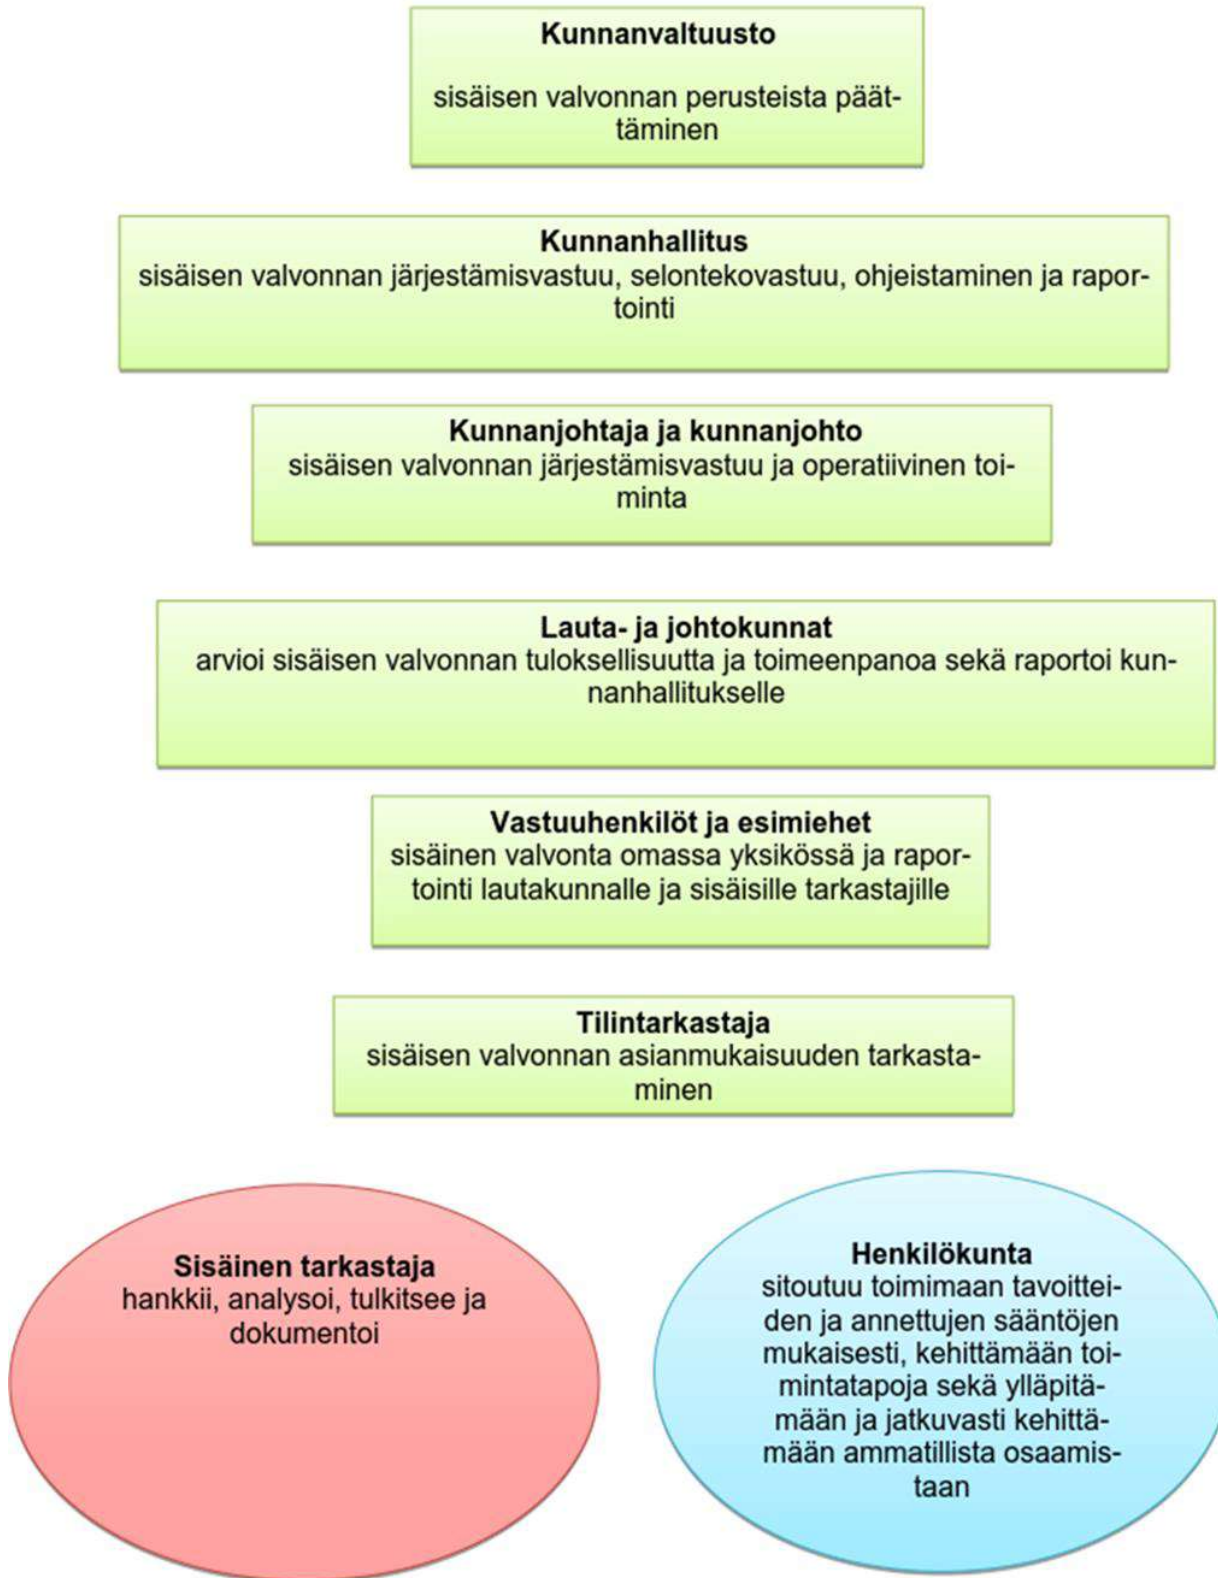 Kunnanvaltuusto
sisäisen valvonnan perusteista päät-
täminen
Kunnanhallitus
sisäisen valvonnan järjestämisvastuu, selontekovastuu, ohjeistaminen ja rapor-
tointi
Kunnanjohtaja ja kunnanjohto
sisäisen valvonnan järjestämisvastuu ja operatiivinen toi-
minta
Lauta- ja johtokunnat
arvioi sisäisen valvonnan tuloksellisuutta ja toimeenpanoa sekä raportoi kun-
nanhallitukselle
Vastuuhenkilöt ja esimiehet
sisäinen valvonta omassa yksikössä ja rapor-
tointi lautakunnalle ja sisäisille tarkastajille
Tilintarkastaja
sisäisen valvonnan asianmukaisuuden tarkasta-
minen
Sisäinen tarkastaja
hankkii, analysoi, tulkitsee ja
dokumentoi
Henkilökunta
sitoutuu toimimaan tavoittei-
den ja annettujen sääntöjen
mukaisesti, kehittämään toi-
mintatapoja sekä ylläpitä-
mään ja jatkuvasti kehittä-
mään ammatillista osaamis-
taan